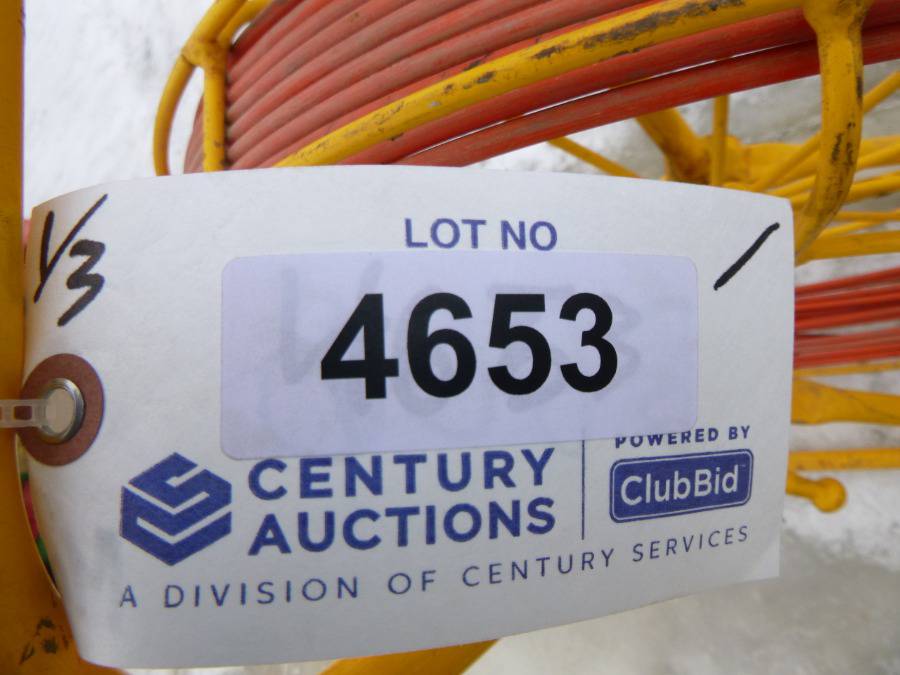 1/3
LOT NO
4653
CENTURY
AUCTIONS
POWERED BY
ClubBid
A DIVISION OF CENTURY SERVICES